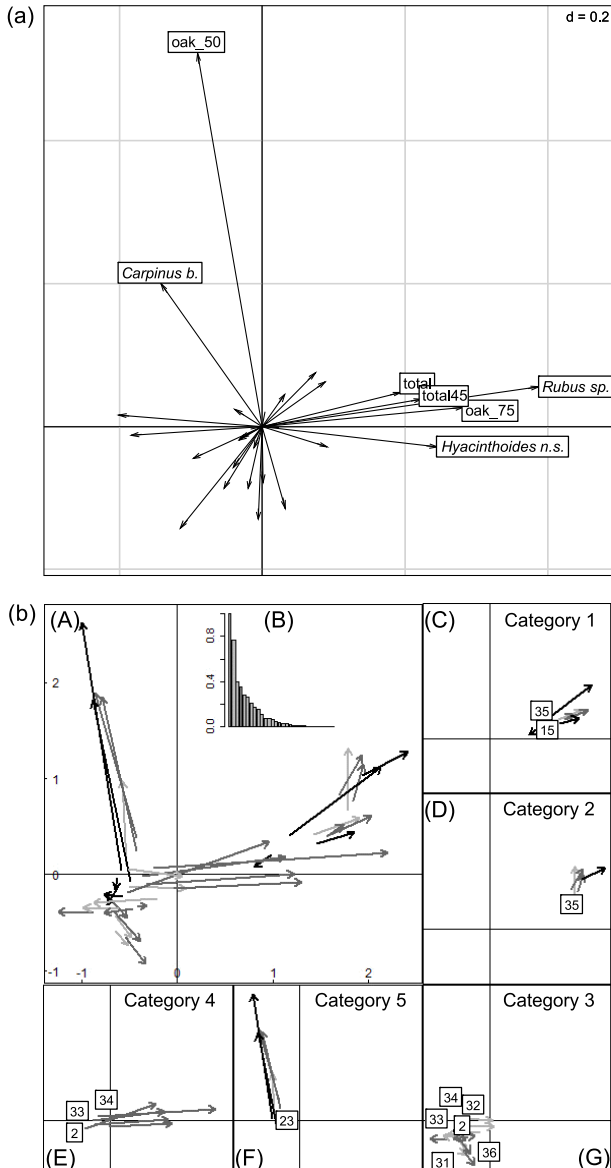 (a)
d = 0.2
oak_50
Carpinus b.
total
total45
Rubus sp.
oak_75
Hyacinthoides n.s.
(b)
(A)
(B)
0.0 0.4 0.8
2
1
0
-1
-1 0 1 2
(C)
Category 1
35
15
(D)
Category 2
35
Category 4
34
33
2
(E)
Category 5
23
(F)
Category 3
34
32
33
2
36
31
(G)